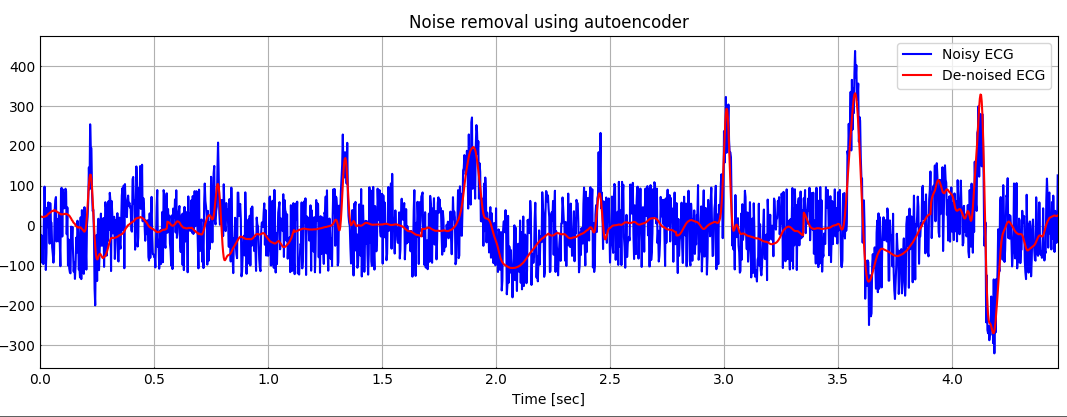 Noise removal using autoencoder
Noisy ECG
De-noised ECG
400
300
200
100
0
−100
−200
−300
0.0 0.5 1.0 1.5 2.0 2.5 3.0 3.5 4.0
Time [sec]